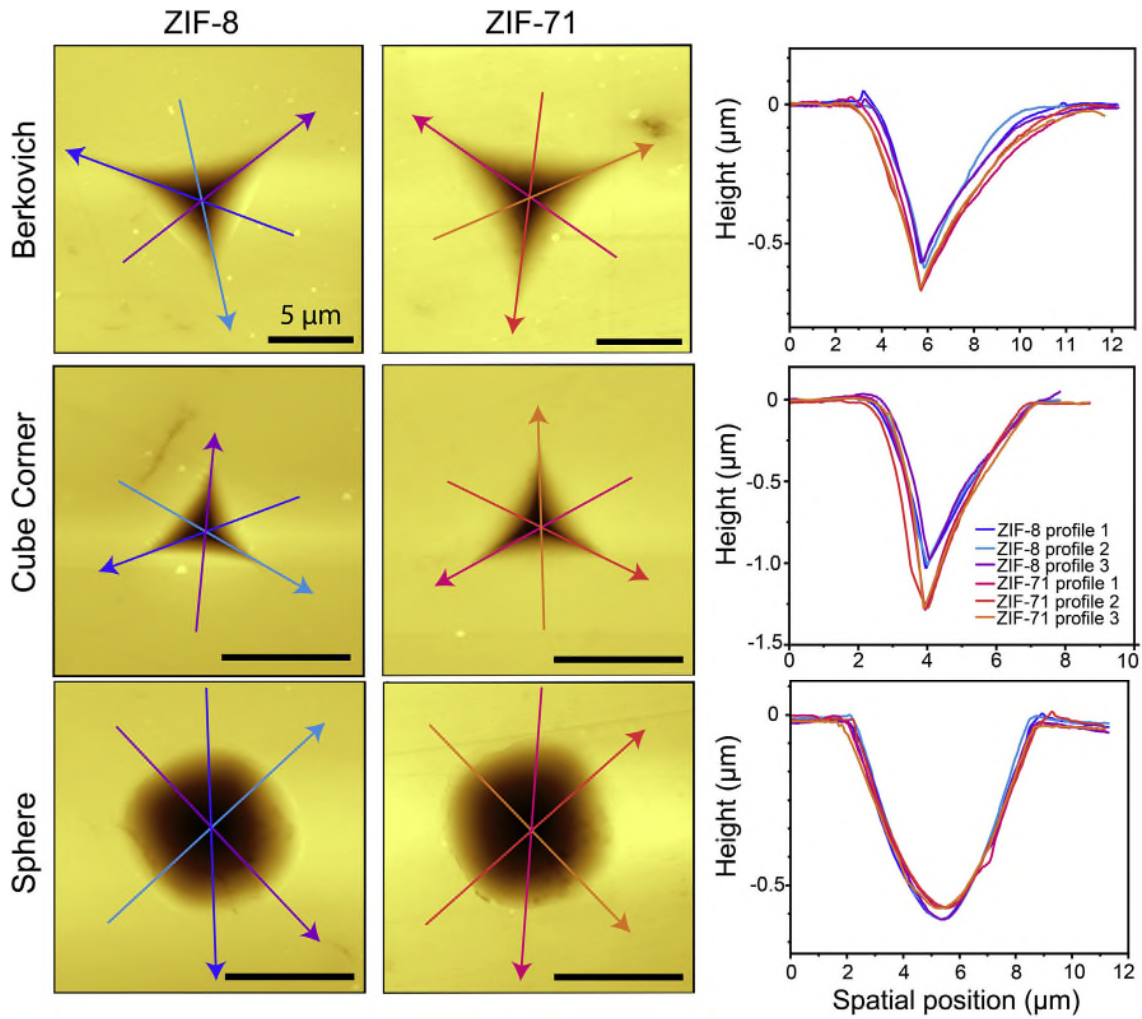 ZIF-8
ZIF-71
Berkovich
5 μm
Height (μm)
0
-0.5
0 2 4 6 8 10 12
Cube Corner
Height (μm)
0
-0.5
-1.0
-1.5
ZIF-8 profile 1
ZIF-8 profile 2
ZIF-8 profile 3
ZIF-71 profile 1
ZIF-71 profile 2
ZIF-71 profile 3
0 2 4 6 8 10
Sphere
Height (μm)
0
-0.5
0 2 4 6 8 10 12
Spatial position (μm)